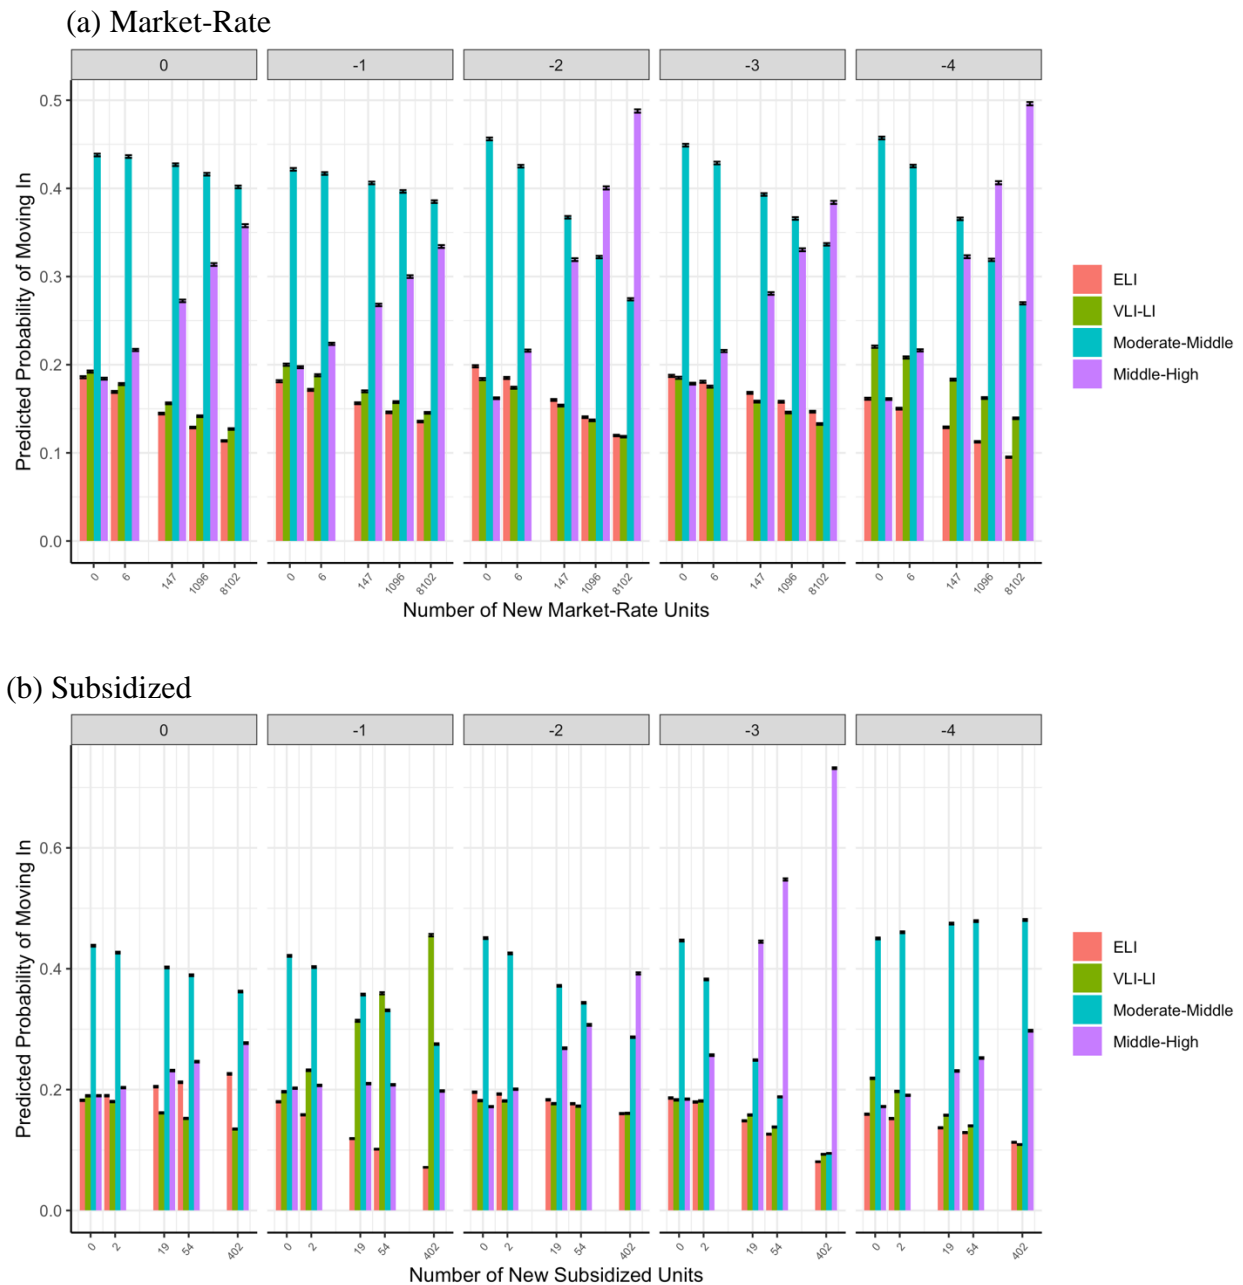 (a) Market-Rate
0 -1 -2 -3 -4
Predicted Probability of Moving In
0.5
0.4
0.3
0.2
0.1
0.0
0 6 147 1096 8102 0 6 147 1096 8102 0 6 147 1096 8102 0 6 147 1096 8102 0 6 147 1096 8102
Number of New Market-Rate Units
ELI
VLI-LI
Moderate-Middle
Middle-High
(b) Subsidized
0 -1 -2 -3 -4
Predicted Probability of Moving In
0.6
0.4
0.2
0.0
0 2 19 54 402 0 2 19 54 402 0 2 19 54 402 0 2 19 54 402 0 2 19 54 402
Number of New Subsidized Units
ELI
VLI-LI
Moderate-Middle
Middle-High